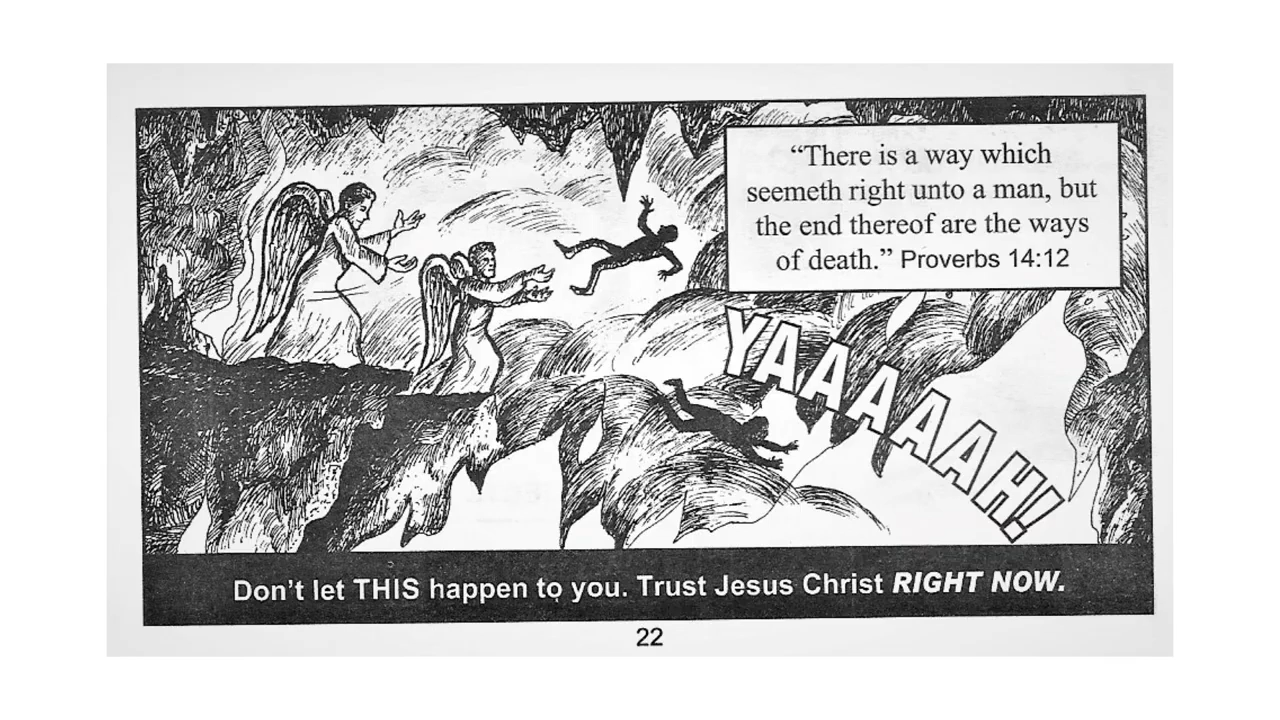 “There is a way which
seemeth right unto a man, but
the end thereof are the ways
of death.” Proverbs 14:12
YAAAAAAH!
Don’t let THIS happen to you. Trust Jesus Christ RIGHT NOW.
22